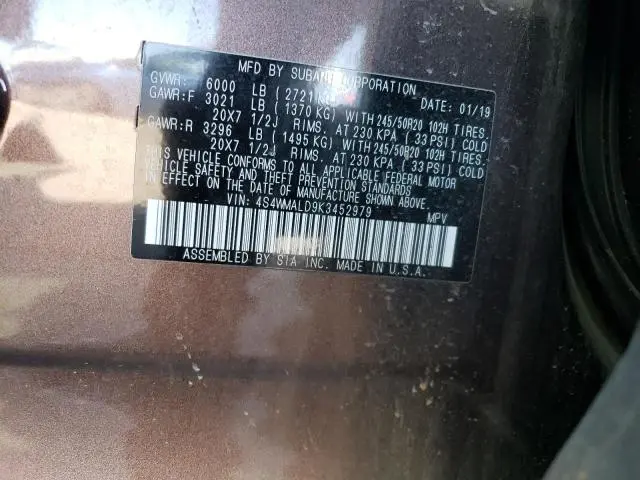 MFD BY SUBARU CORPORATION
GVWR: 6000 LB (2721 KG) DATE: 01/19
GAWR:F 3021 LB (1370 KG) WITH 245/50R20 102H TIRES.
20X7 1/2J RIMS. AT 230 KPA (33 PSI) COLD
GAWR:R 3296 LB (1495 KG) WITH 245/50R20 102H TIRES.
20X7 1/2J RIMS. AT 230 KPA (33 PSI) COLD
THIS VEHICLE CONFORMS TO ALL APPLICABLE FEDERAL MOTOR
VEHICLE SAFETY AND THEFT PREVENTION STANDARDS
IN EFFECT ON THE DATE OF MANUFACTURE SHOWN ABOVE.
VIN: 4S4WMALD9K3452979 MPV
ASSEMBLED BY SIA INC. MADE IN U.S.A.